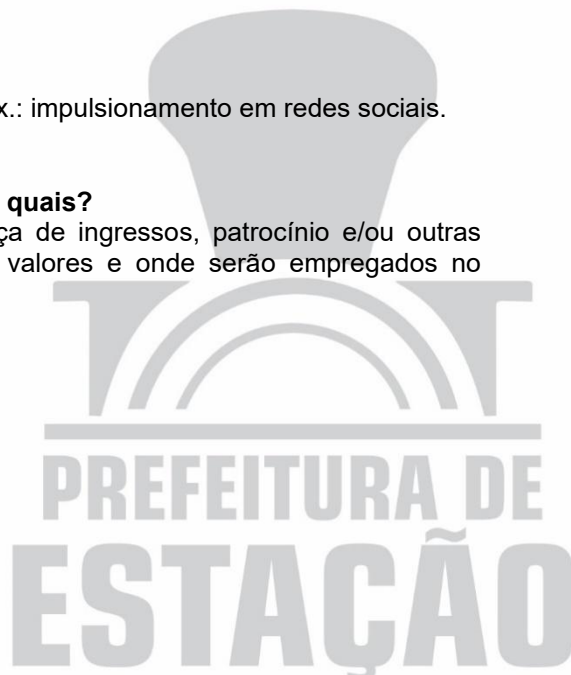 x.: impulsionamento em redes sociais.
quais?
ça de ingressos, patrocínio e/ou outras
valores e onde serão empregados no
PREFEITURA DE
ESTAÇÃO